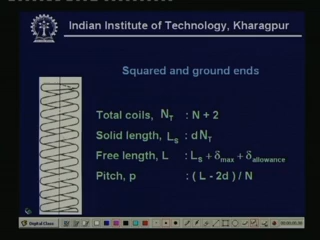 Indian Institute of Technology, Kharagpur
Squared and ground ends
Total coils, N_T : N + 2
Solid length, L_S : d N_T
Free length, L : L_S + δ_max + δ_allowance
Pitch, p : ( L - 2d ) / N